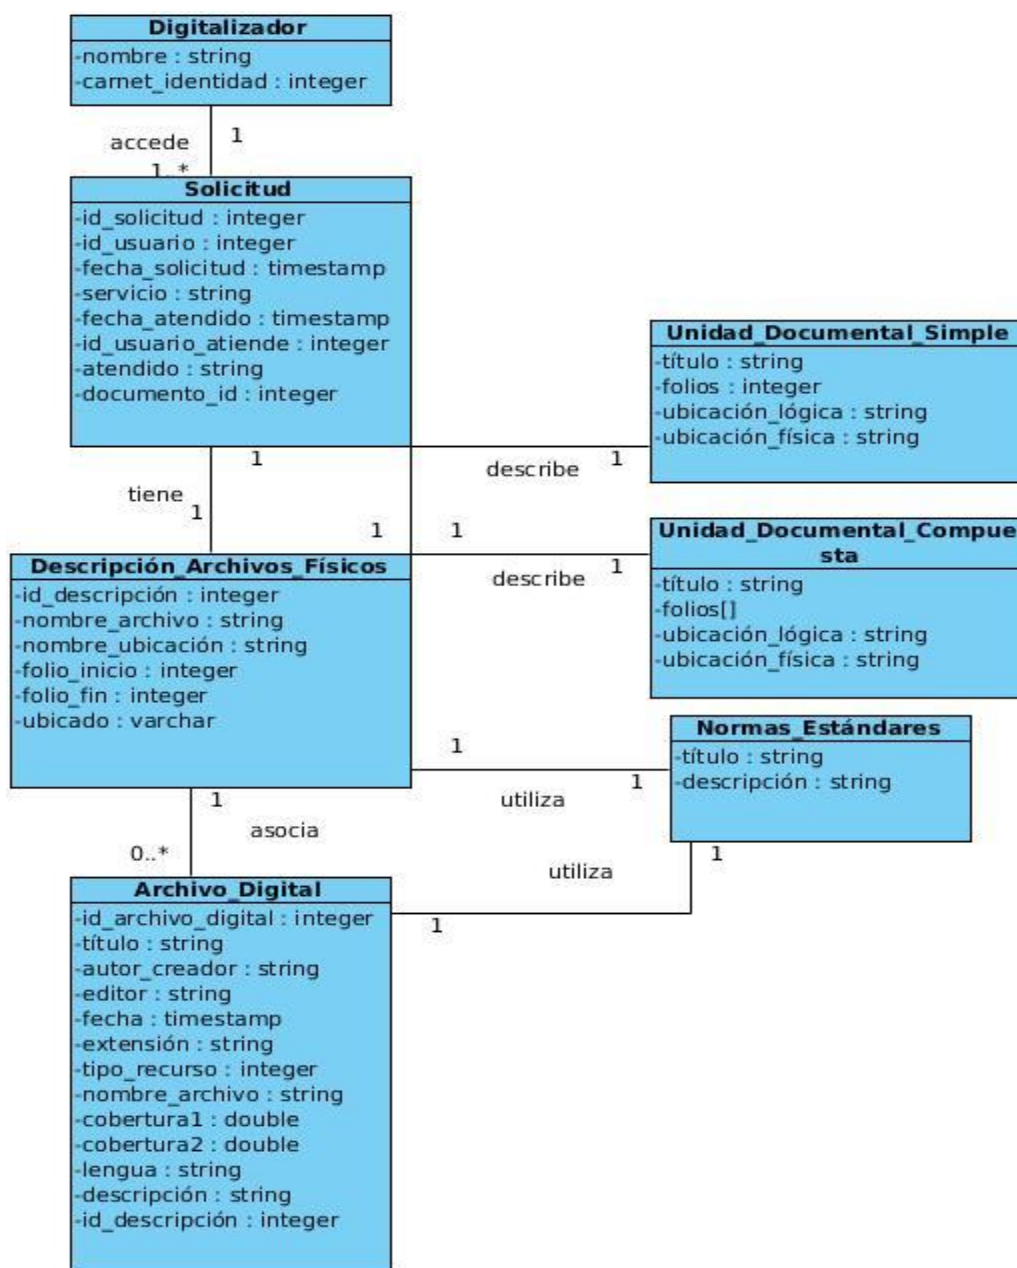 Digitalizador
-nombre : string
-carnet_identidad : integer
1
accede
1..*
Solicitud
-id_solicitud : integer
-id_usuario : integer
-fecha_solicitud : timestamp
-servicio : string
-fecha_atendido : timestamp
-id_usuario_atiende : integer
-atendido : string
-documento_id : integer
Unidad_Documental_Simple
-título : string
-folios : integer
-ubicación_lógica : string
-ubicación_física : string
1
describe
1
tiene
1
1
1
describe
1
Unidad_Documental_Compue
sta
-título : string
-folios[]
-ubicación_lógica : string
-ubicación_física : string
Descripción_Archivos_Físicos
-id_descripción : integer
-nombre_archivo : string
-nombre_ubicación : string
-folio_inicio : integer
-folio_fin : integer
-ubicado : varchar
Normas_Estándares
-título : string
-descripción : string
1
utiliza
1
1
asocia
0..*
utiliza
1
1
Archivo_Digital
-id_archivo_digital : integer
-título : string
-autor_creador : string
-editor : string
-fecha : timestamp
-extensión : string
-tipo_recurso : integer
-nombre_archivo : string
-cobertura1 : double
-cobertura2 : double
-lengua : string
-descripción : string
-id_descripción : integer